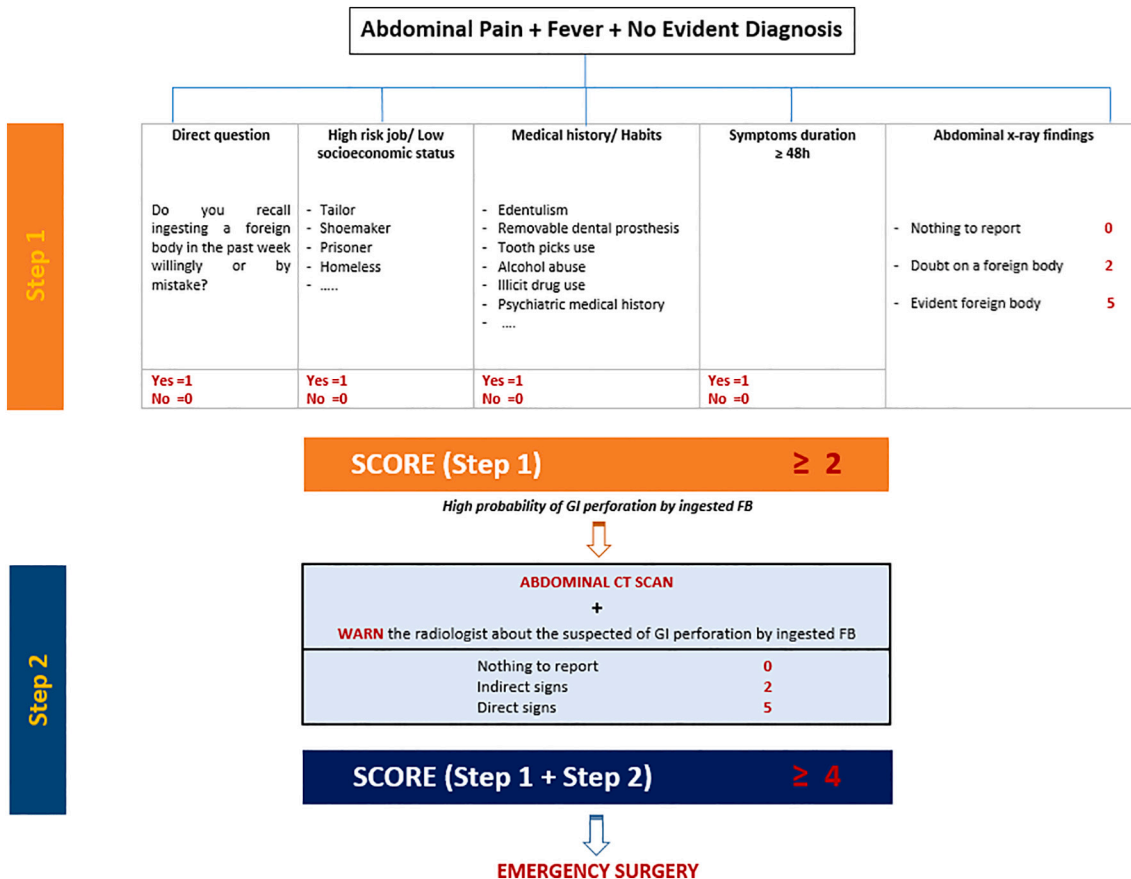 Abdominal Pain + Fever + No Evident Diagnosis
Step 1
Direct question
Do you recall
ingesting a foreign
body in the past week
willingly or by
mistake?
Yes =1
No =0
High risk job/ Low
socioeconomic status
- Tailor
- Shoemaker
- Prisoner
- Homeless
- .....
Yes =1
No =0
Medical history/ Habits
- Edentulism
- Removable dental prosthesis
- Tooth picks use
- Alcohol abuse
- Illicit drug use
- Psychiatric medical history
- ....
Yes =1
No =0
Symptoms duration
≥ 48h
Yes =1
No =0
Abdominal x-ray findings
- Nothing to report 0
- Doubt on a foreign body 2
- Evident foreign body 5
SCORE (Step 1) ≥ 2
High probability of GI perforation by ingested FB
Step 2
ABDOMINAL CT SCAN
+
WARN the radiologist about the suspected of GI perforation by ingested FB
Nothing to report 0
Indirect signs 2
Direct signs 5
SCORE (Step 1 + Step 2) ≥ 4
EMERGENCY SURGERY